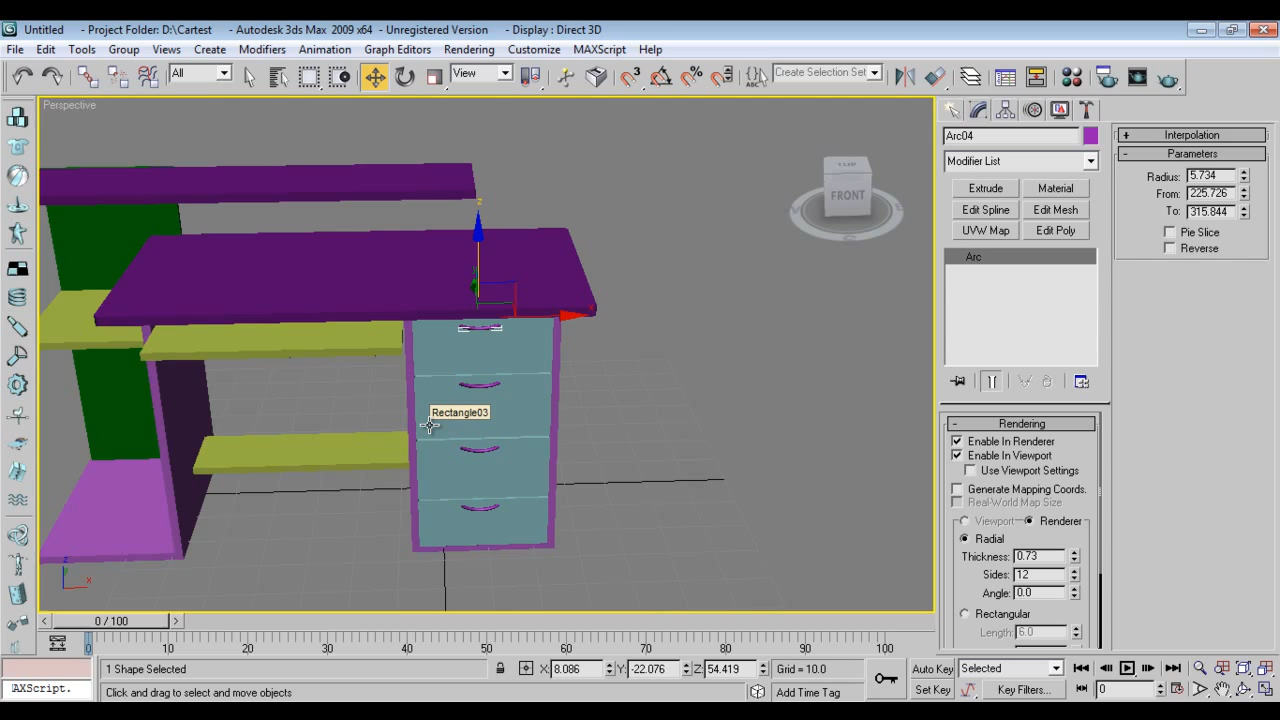 Untitled - Project Folder: D:\Cartest - Autodesk 3ds Max 2009 x64 - Unregistered Version - Display : Direct 3D
File Edit Tools Group Views Create Modifiers Animation Graph Editors Rendering Customize MAXScript Help
All View Create Selection Set
Perspective
FRONT
Rectangle03
z
x
Arc04
Modifier List
Extrude Material
Edit Spline Edit Mesh
UVW Map Edit Poly
Arc
- Rendering
Enable In Renderer
Enable In Viewport
Use Viewport Settings
Generate Mapping Coords.
Real-World Map Size
Viewport Renderer
Radial
Thickness: 0.73
Sides: 12
Angle: 0.0
Rectangular
Length: 6.0
+ Interpolation
- Parameters
Radius: 5.734
From: 225.726
To: 315.844
Pie Slice
Reverse
< 0 / 100 >
0 10 20 30 40 50 60 70 80 90 100
1 Shape Selected X: 8.086 Y: -22.076 Z: 54.419 Grid = 10.0 Auto Key Selected
AXScript. Click and drag to select and move objects Add Time Tag Set Key Key Filters... 0